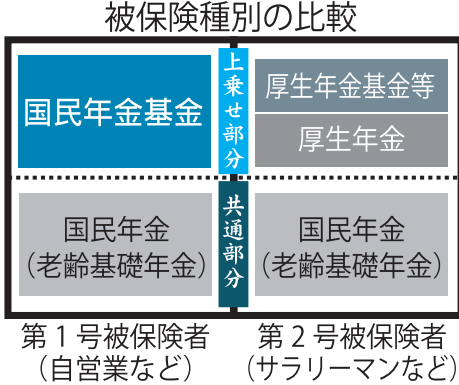 被保険種別の比較
国民年金基金
上乗せ部分
厚生年金基金等
厚生年金
国民年金
（老齢基礎年金）
共通部分
国民年金
（老齢基礎年金）
第1号被保険者
（自営業など）
第2号被保険者
（サラリーマンなど）